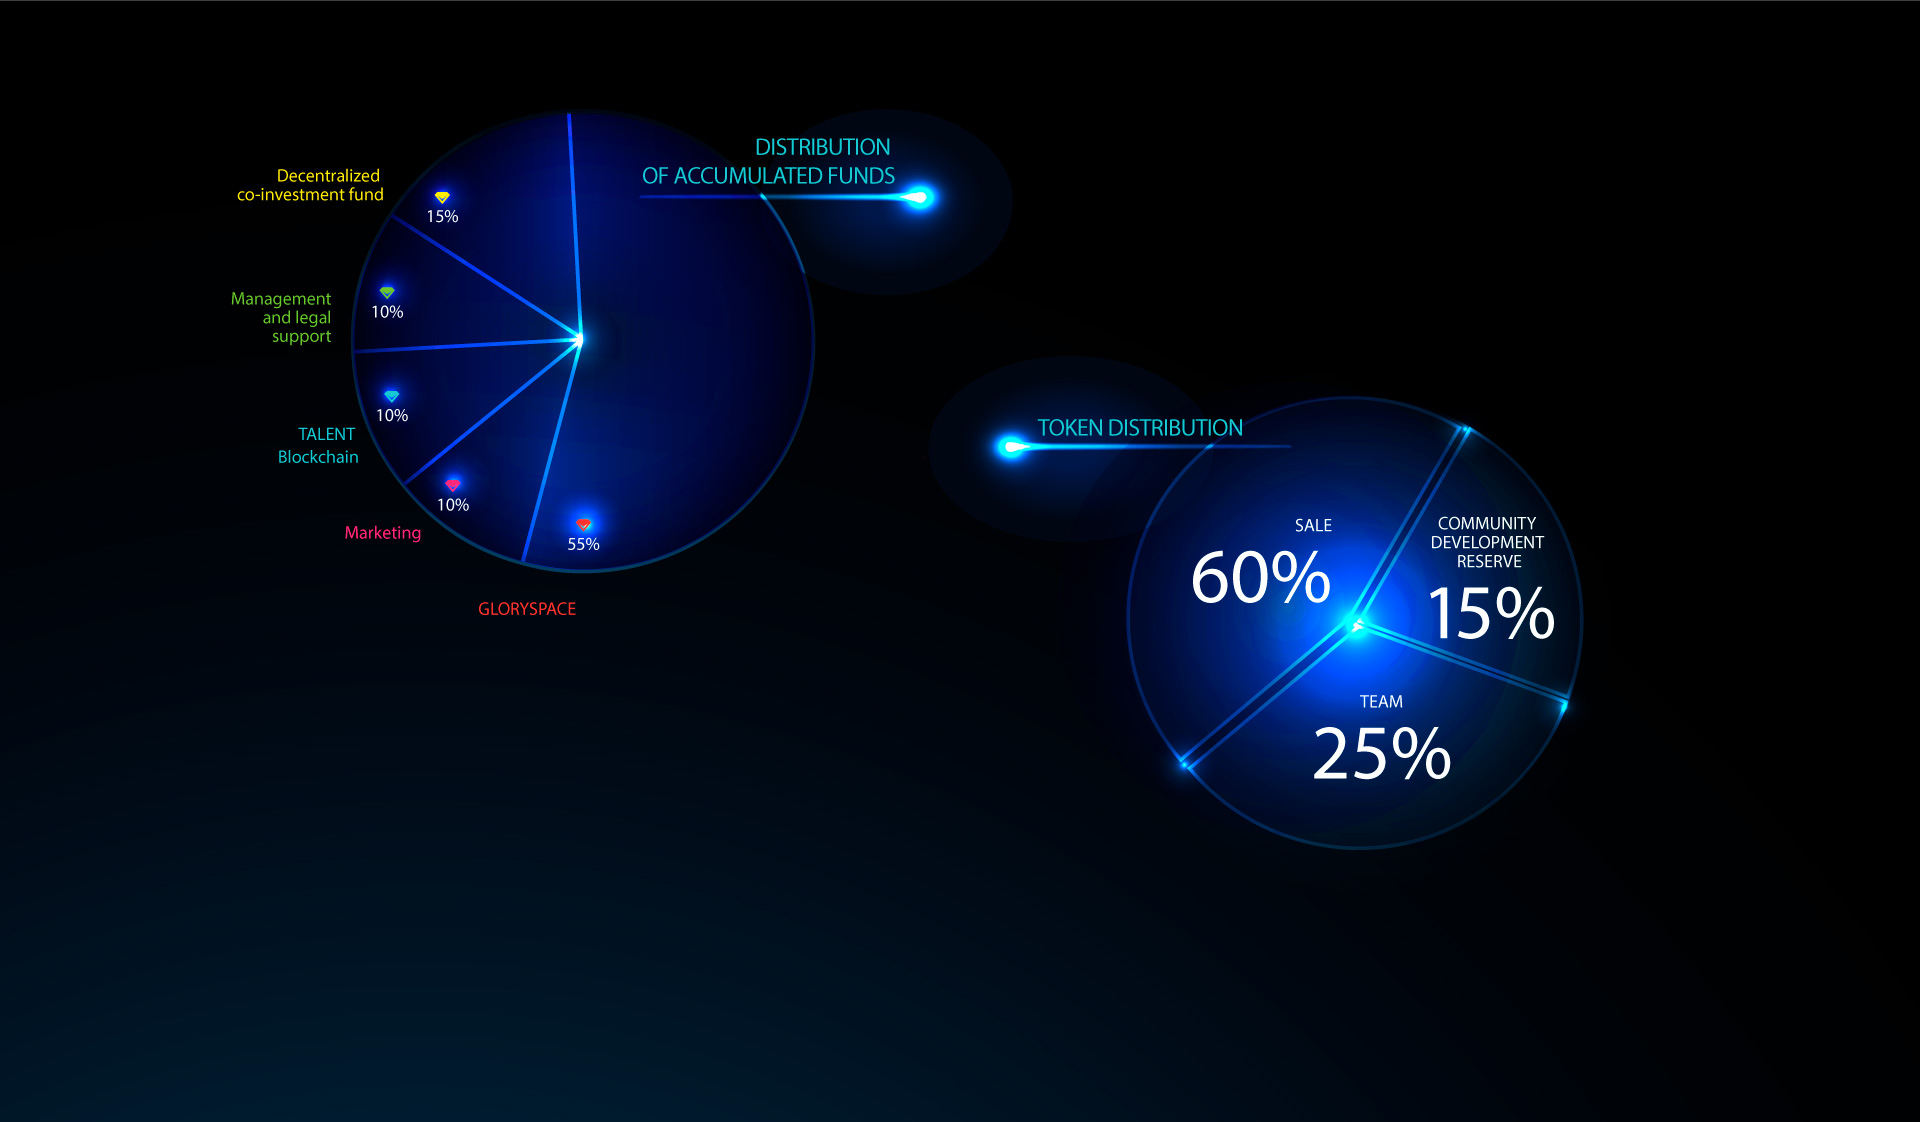 DISTRIBUTION
OF ACCUMULATED FUNDS
Decentralized
co-investment fund
15%
Management
and legal
support
10%
TALENT
Blockchain
10%
Marketing
10%
GLORYSPACE
55%
TOKEN DISTRIBUTION
SALE
60%
COMMUNITY
DEVELOPMENT
RESERVE
15%
TEAM
25%